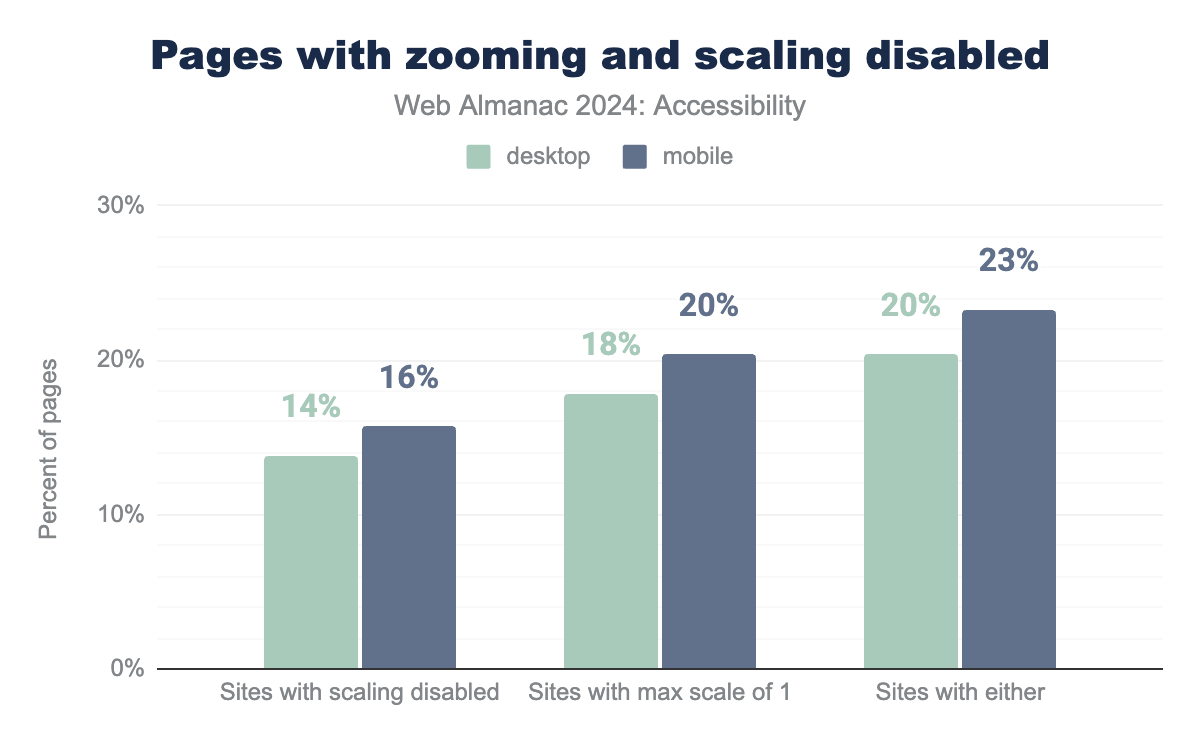 Pages with zooming and scaling disabled
Web Almanac 2024: Accessibility
desktop
mobile
Percent of pages
30%
20%
10%
0%
14%
16%
18%
20%
20%
23%
Sites with scaling disabled
Sites with max scale of 1
Sites with either